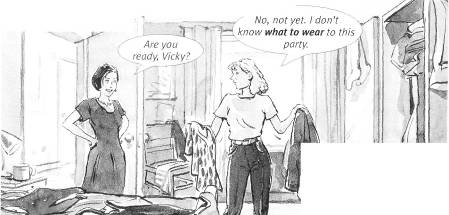 Are you
ready, Vicky?
No, not yet. I don't
know what to wear to this
party.